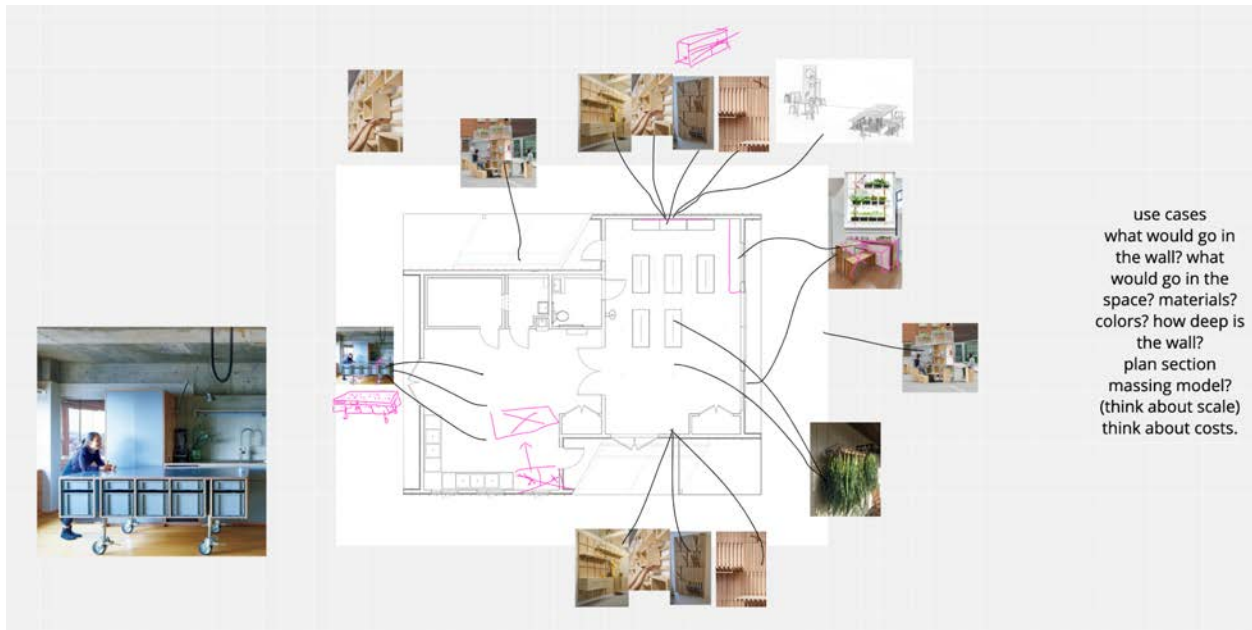 use cases
what would go in
the wall? what
would go in the
space? materials?
colors? how deep is
the wall?
plan section
massing model?
(think about scale)
think about costs.